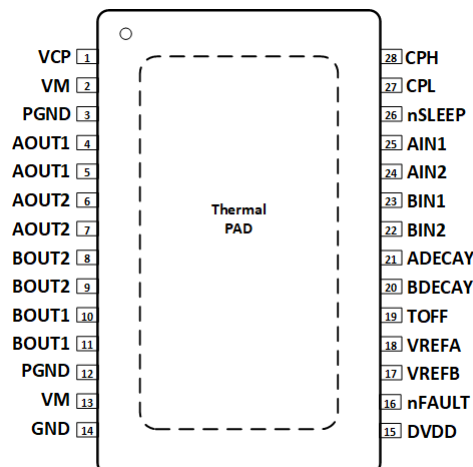 VCP 1
VM 2
PGND 3
AOUT1 4
AOUT1 5
AOUT2 6
AOUT2 7
BOUT2 8
BOUT2 9
BOUT1 10
BOUT1 11
PGND 12
VM 13
GND 14
Thermal
PAD
28 CPH
27 CPL
26 nSLEEP
25 AIN1
24 AIN2
23 BIN1
22 BIN2
21 ADECAY
20 BDECAY
19 TOFF
18 VREFA
17 VREFB
16 nFAULT
15 DVDD